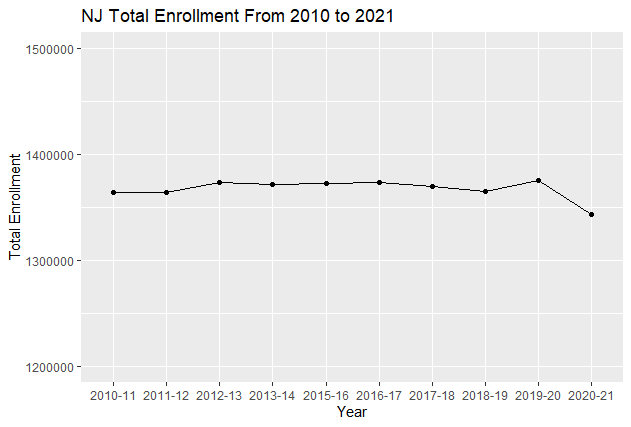 NJ Total Enrollment From 2010 to 2021
1500000
1400000
1300000
1200000
Total Enrollment
2010-11 2011-12 2012-13 2013-14 2015-16 2016-17 2017-18 2018-19 2019-20 2020-21
Year